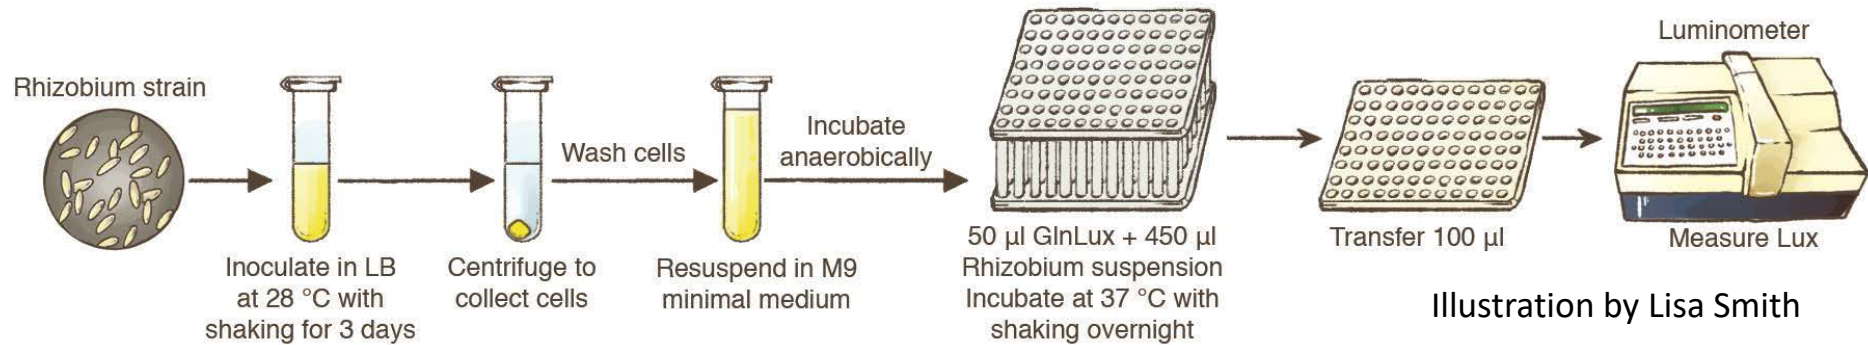 Rhizobium strain
Inoculate in LB
at 28 °C with
shaking for 3 days
Centrifuge to
collect cells
Wash cells
Resuspend in M9
minimal medium
Incubate
anaerobically
50 µl GlnLux + 450 µl
Rhizobium suspension
Incubate at 37 °C with
shaking overnight
Transfer 100 µl
Luminometer
Measure Lux
Illustration by Lisa Smith